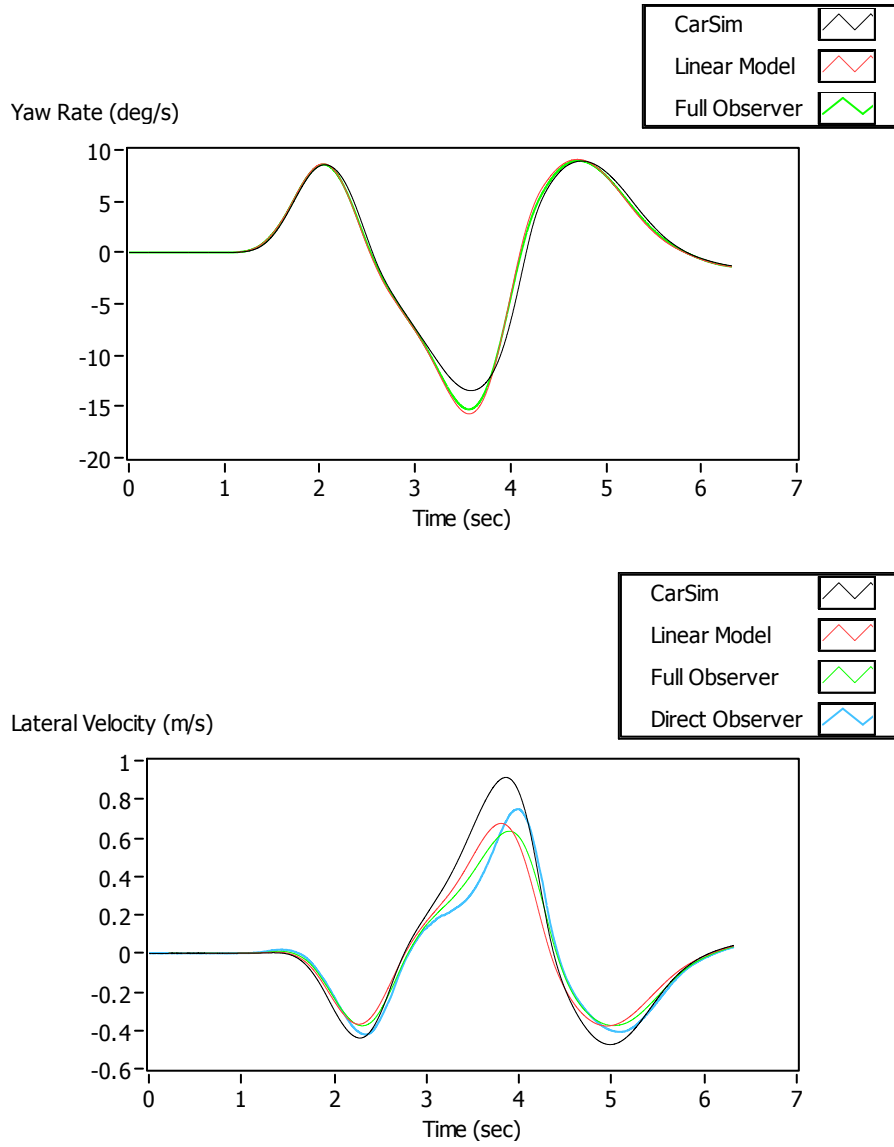 CarSim
Linear Model
Full Observer
Yaw Rate (deg/s)
10
5
0
-5
-10
-15
-20
0 1 2 3 4 5 6 7
Time (sec)
CarSim
Linear Model
Full Observer
Direct Observer
Lateral Velocity (m/s)
1
0.8
0.6
0.4
0.2
0
-0.2
-0.4
-0.6
0 1 2 3 4 5 6 7
Time (sec)